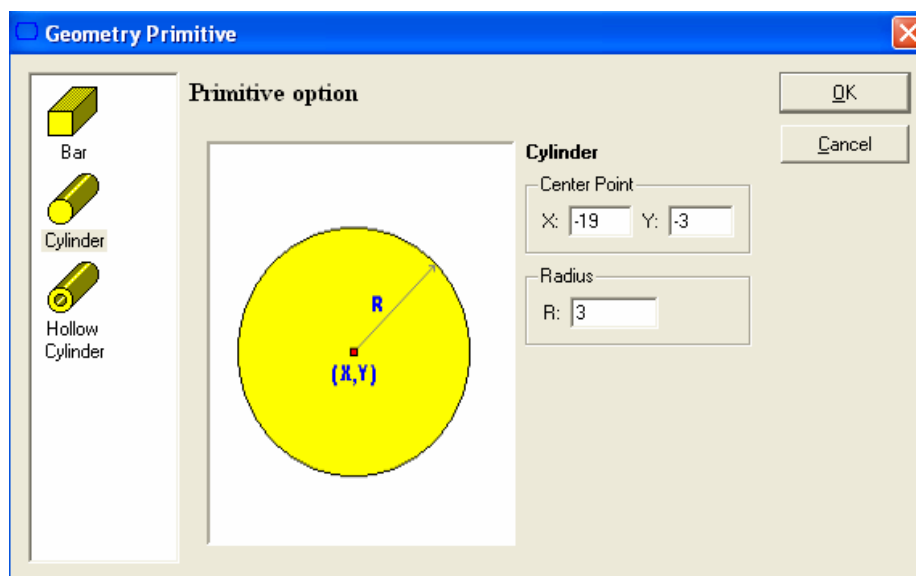 Geometry Primitive
Bar
Cylinder
Hollow
Cylinder
Primitive option
R
(X,Y)
Cylinder
Center Point
X: -19 Y: -3
Radius
R: 3
OK
Cancel